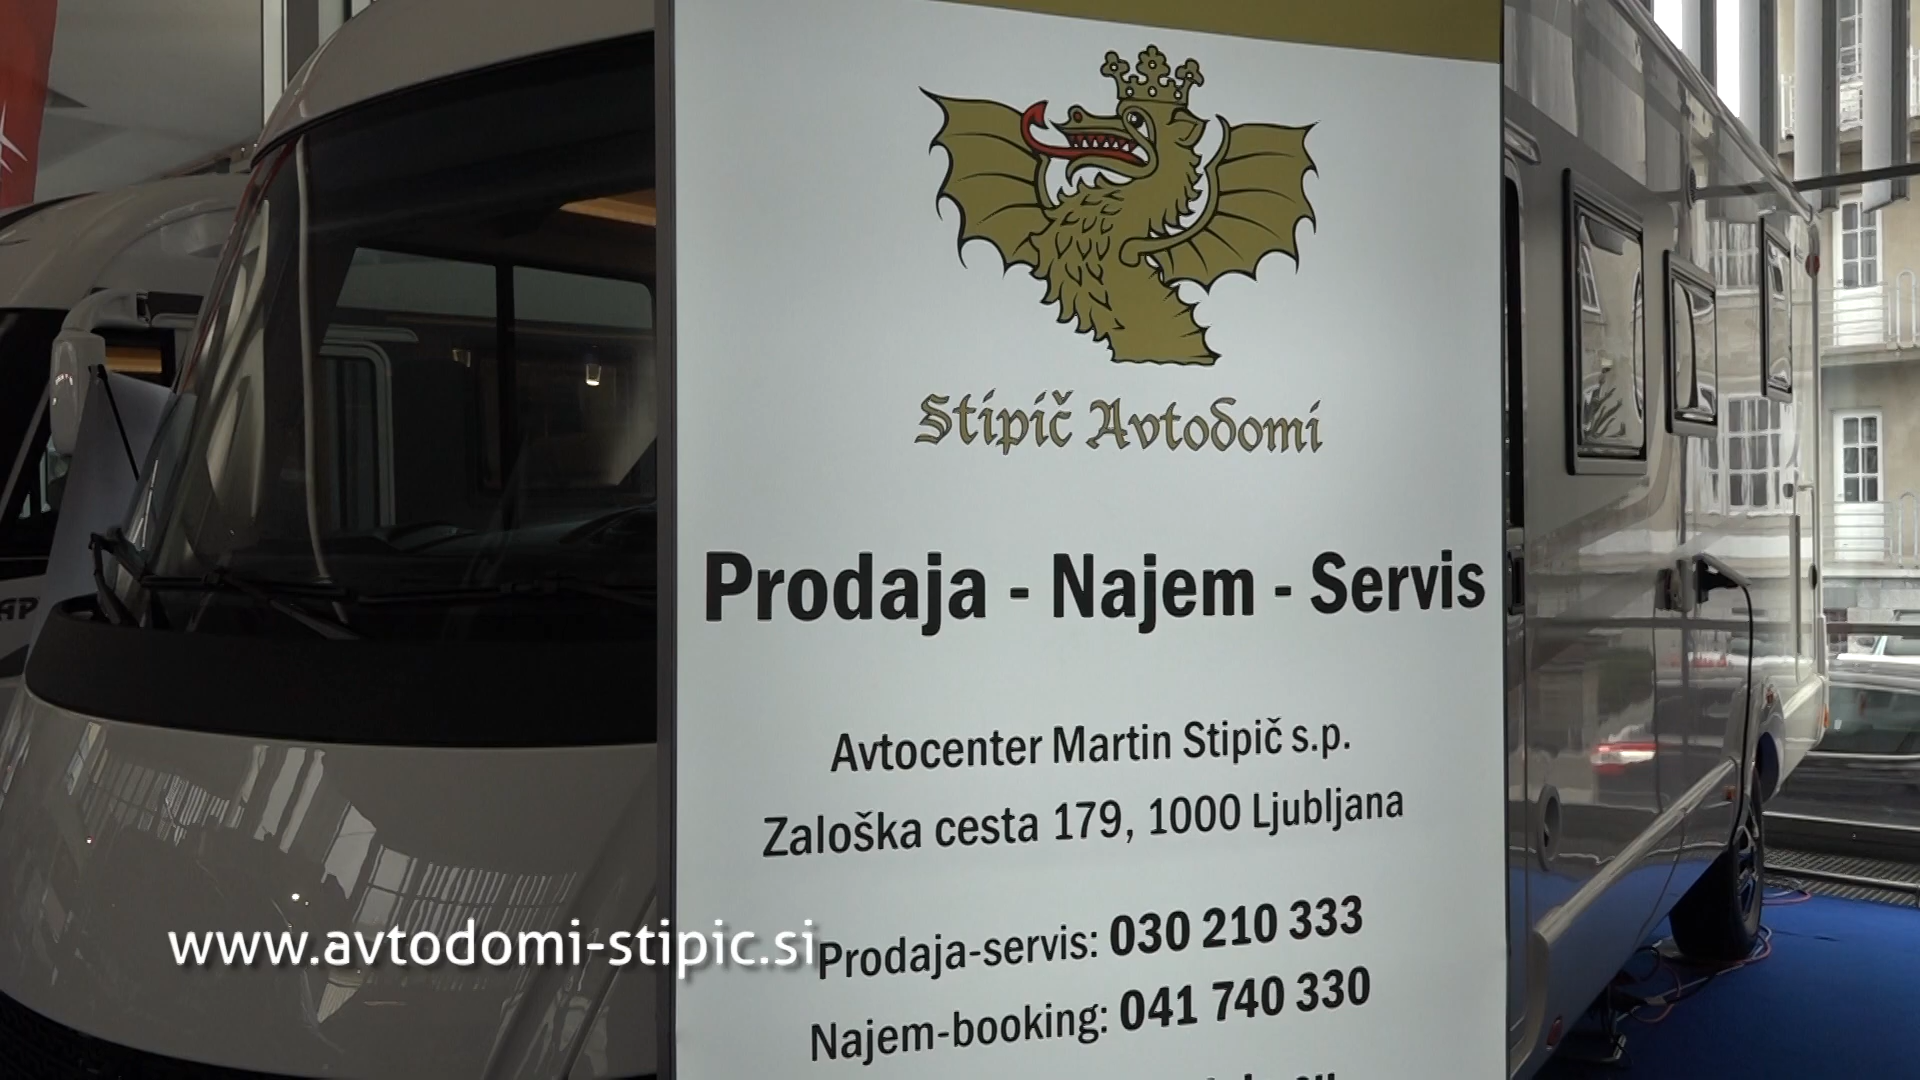 Stipič Avtodomi
Prodaja - Najem - Servis
Avtocenter Martin Stipič s.p.
Zaloška cesta 179, 1000 Ljubljana
Prodaja-servis: 030 210 333
www.avtodomi-stipic.si
Najem-booking: 041 740 330